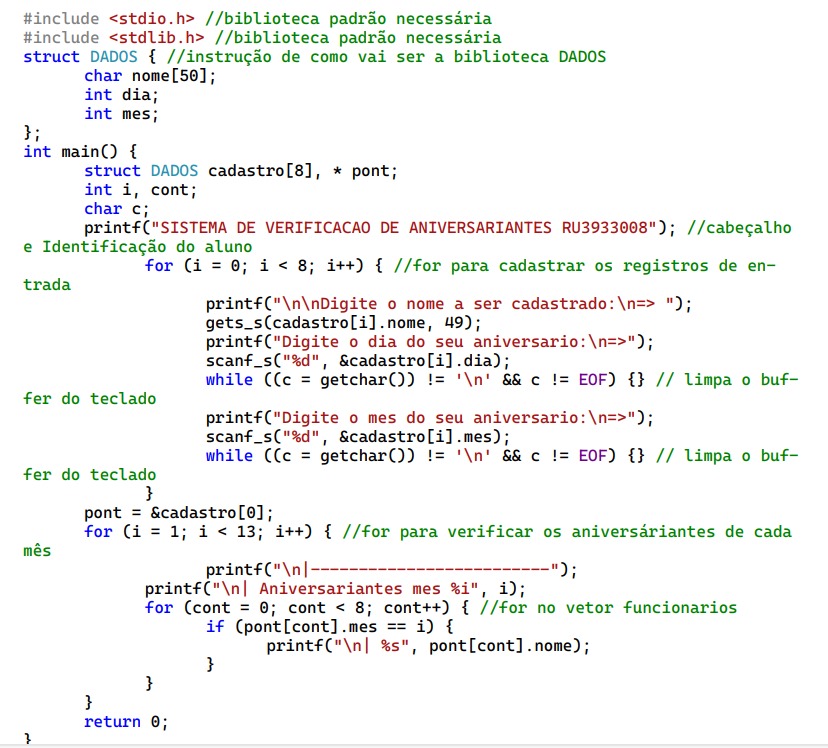 #include <stdio.h> //biblioteca padrão necessária
#include <stdlib.h> //biblioteca padrão necessária
struct DADOS { //instrução de como vai ser a biblioteca DADOS
char nome[50];
int dia;
int mes;
};
int main() {
struct DADOS cadastro[8], * pont;
int i, cont;
char c;
printf("SISTEMA DE VERIFICACAO DE ANIVERSARIANTES RU3933008"); //cabeçalho
e Identificação do aluno
for (i = 0; i < 8; i++) { //for para cadastrar os registros de en-
trada
printf("\n\nDigite o nome a ser cadastrado:\n=> ");
gets_s(cadastro[i].nome, 49);
printf("Digite o dia do seu aniversario:\n=>");
scanf_s("%d", &cadastro[i].dia);
while ((c = getchar()) != '\n' && c != EOF) {} // limpa o buf-
fer do teclado
printf("Digite o mes do seu aniversario:\n=>");
scanf_s("%d", &cadastro[i].mes);
while ((c = getchar()) != '\n' && c != EOF) {} // limpa o buf-
fer do teclado
}
pont = &cadastro[0];
for (i = 1; i < 13; i++) { //for para verificar os aniversáriantes de cada
mês
printf("\n|-------------------------");
printf("\n| Aniversariantes mes %i", i);
for (cont = 0; cont < 8; cont++) { //for no vetor funcionarios
if (pont[cont].mes == i) {
printf("\n| %s", pont[cont].nome);
}
}
}
return 0;
}